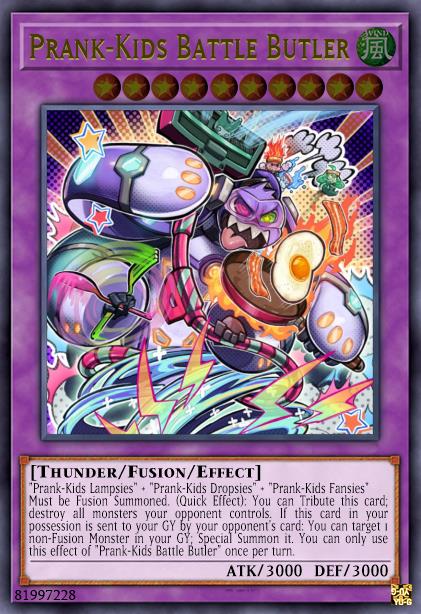 PRANK-KIDS BATTLE BUTLER
WIND
風
[THUNDER/FUSION/EFFECT]
"Prank-Kids Lampsies" + "Prank-Kids Dropsies" + "Prank-Kids Fansies"
Must be Fusion Summoned. (Quick Effect): You can Tribute this card;
destroy all monsters your opponent controls. If this card in your
possession is sent to your GY by your opponent's card: You can target 1
non-Fusion Monster in your GY; Special Summon it. You can only use
this effect of "Prank-Kids Battle Butler" once per turn.
ATK/3000 DEF/3000
81997228